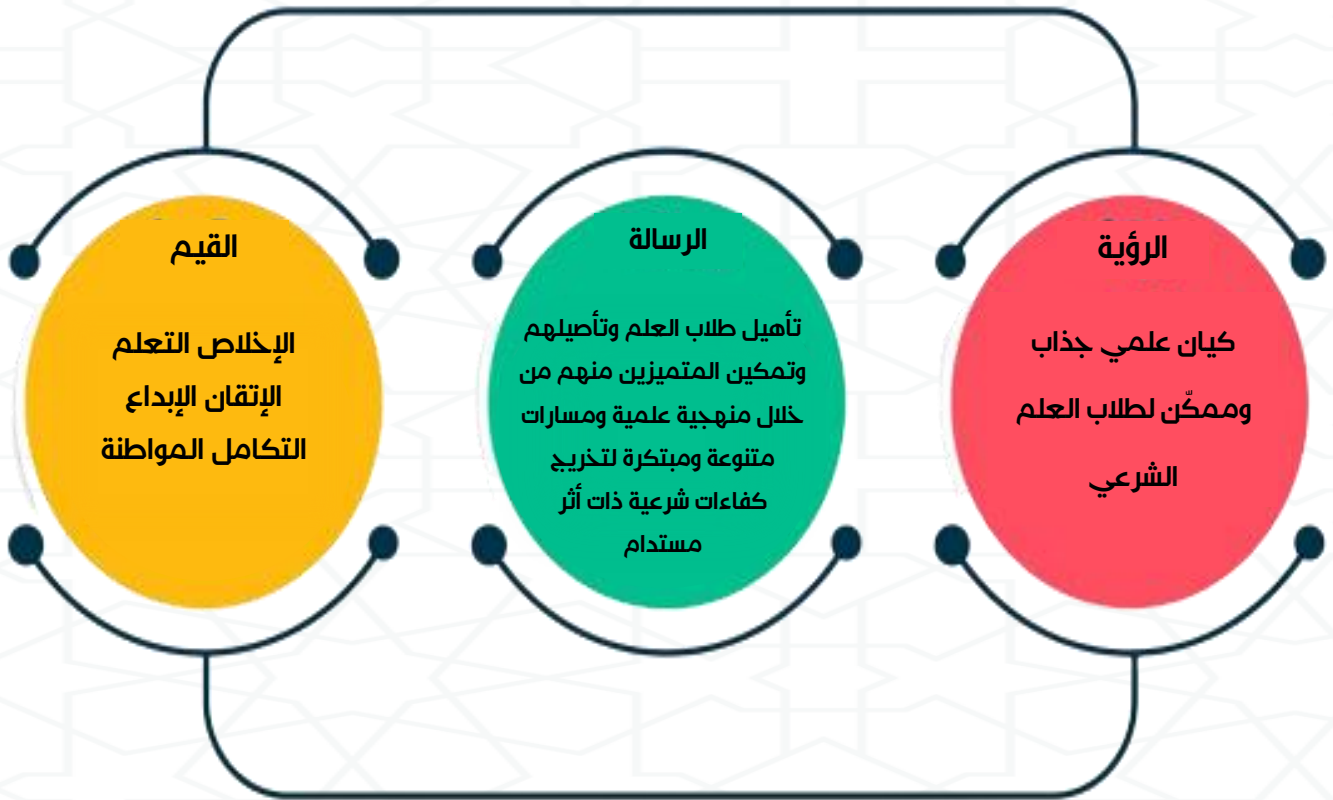 الرؤية
كيان علمي جذاب
وممكّن لطلاب العلم
الشرعي
الرسالة
تأهيل طلاب العلم وتأصيلهم
وتمكين المتميزين منهم من
خلال منهجية علمية ومسارات
متنوعة ومبتكرة لتخريج
كفاءات شرعية ذات أثر
مستدام
القيم
الإخلاص التعلم
الإتقان الإبداع
التكامل المواطنة